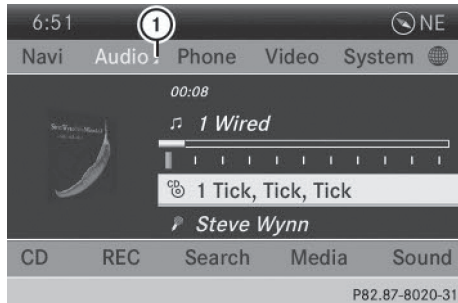 6:51 1 NE
Navi Audio Phone Video System
00:08
1 Wired
CD 1 Tick, Tick, Tick
Steve Wynn
CD REC Search Media Sound
P82.87-8020-31